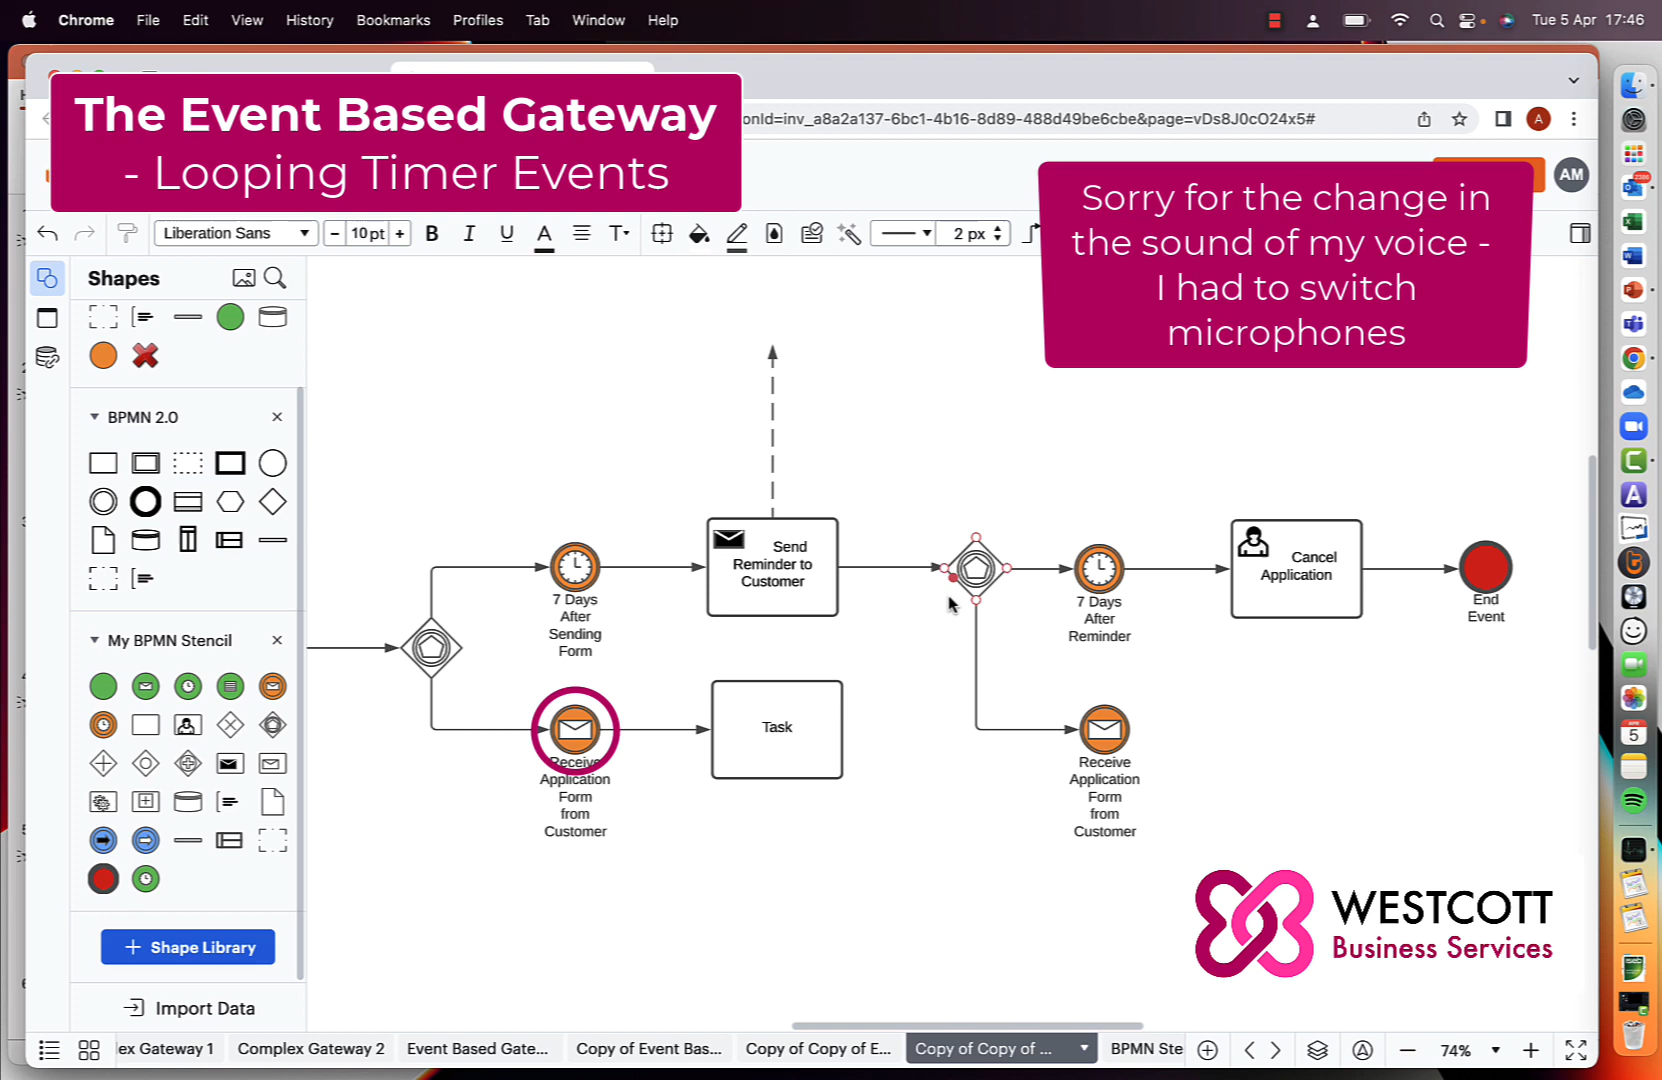 Chrome File Edit View History Bookmarks Profiles Tab Window Help
Tue 5 Apr 17:46
The Event Based Gateway
- Looping Timer Events
onId=inv_a8a2a137-6bc1-4b16-8d89-488d49be6cbe&page=vDs8J0cO24x5#
A
AM
Sorry for the change in
the sound of my voice -
I had to switch
microphones
Liberation Sans
- 10 pt +
B I U A T
2 px
Shapes
BPMN 2.0
My BPMN Stencil
+ Shape Library
Import Data
7 Days
After
Sending
Form
Send
Reminder to
Customer
7 Days
After
Reminder
Cancel
Application
End
Event
Receive
Application
Form
from
Customer
Task
Receive
Application
Form
from
Customer
WESTCOTT
Business Services
ex Gateway 1
Complex Gateway 2
Event Based Gate...
Copy of Event Bas...
Copy of Copy of E...
Copy of Copy of ...
BPMN Ste
74%
5